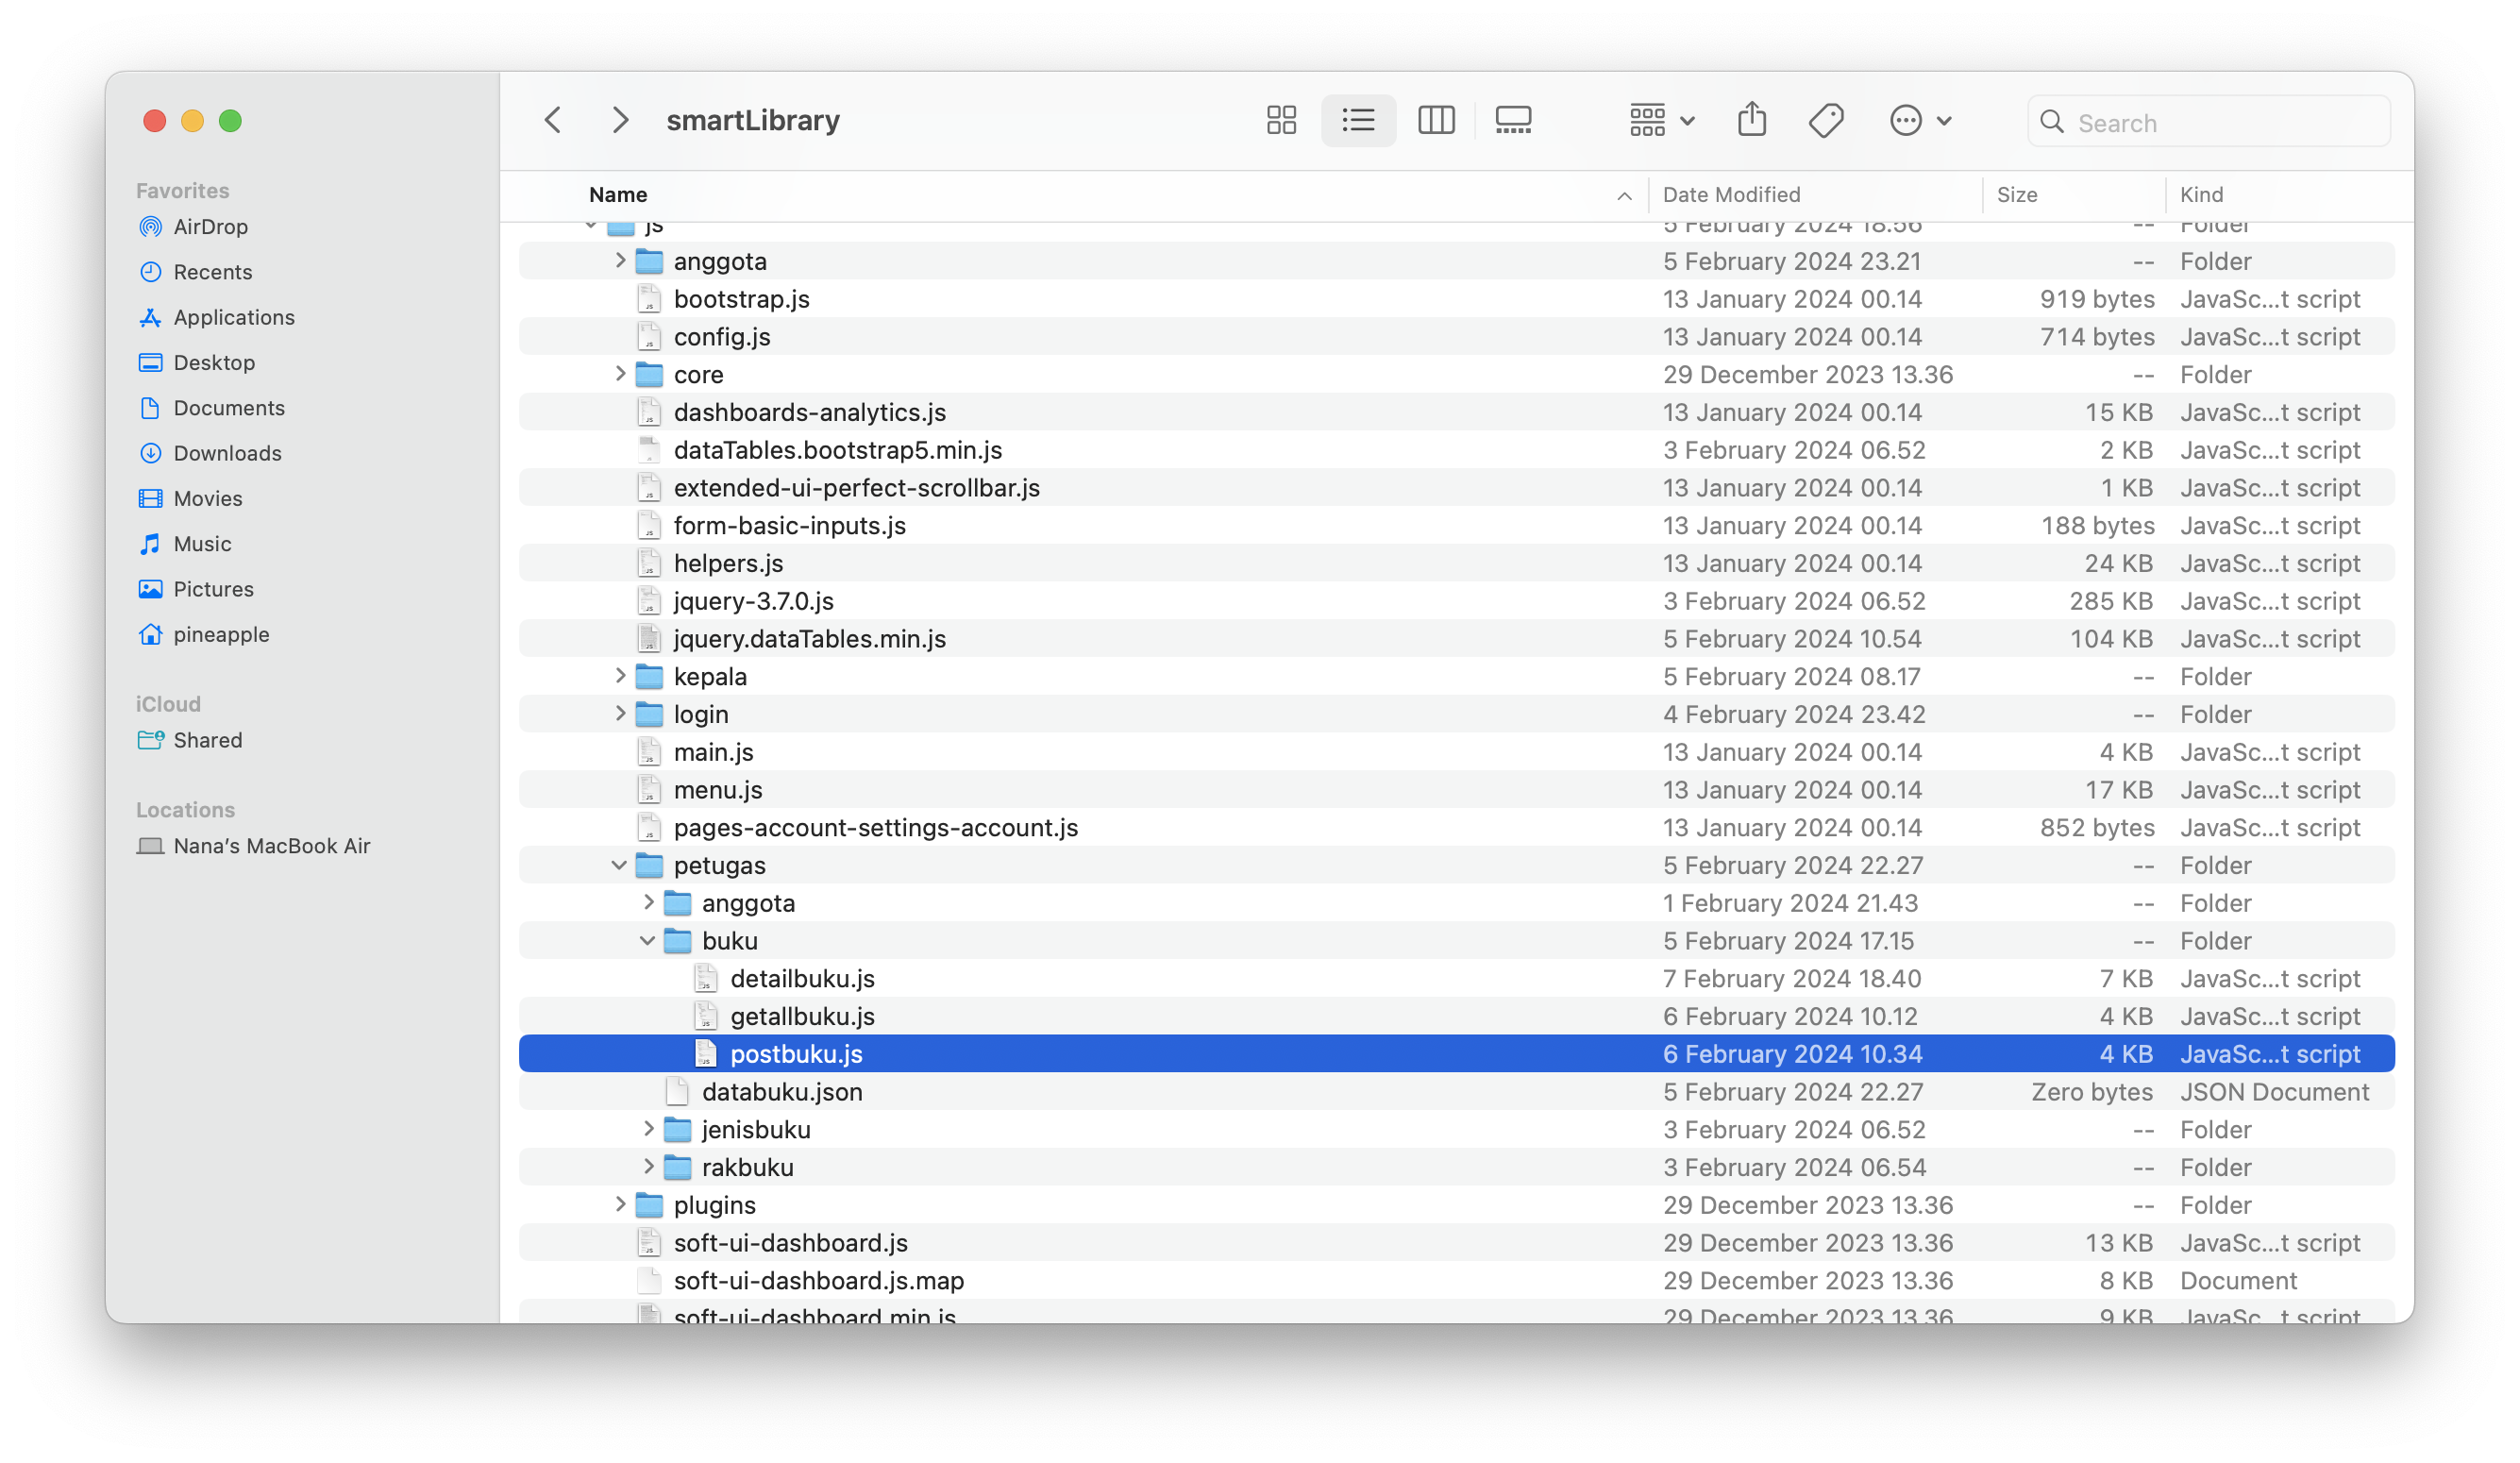 smartLibrary
Search
Favorites
AirDrop
Recents
Applications
Desktop
Documents
Downloads
Movies
Music
Pictures
pineapple
iCloud
Shared
Locations
Nana’s MacBook Air
Name Date Modified Size Kind
js 5 February 2024 18.56 -- Folder
anggota 5 February 2024 23.21 -- Folder
bootstrap.js 13 January 2024 00.14 919 bytes JavaSc...t script
config.js 13 January 2024 00.14 714 bytes JavaSc...t script
core 29 December 2023 13.36 -- Folder
dashboards-analytics.js 13 January 2024 00.14 15 KB JavaSc...t script
dataTables.bootstrap5.min.js 3 February 2024 06.52 2 KB JavaSc...t script
extended-ui-perfect-scrollbar.js 13 January 2024 00.14 1 KB JavaSc...t script
form-basic-inputs.js 13 January 2024 00.14 188 bytes JavaSc...t script
helpers.js 13 January 2024 00.14 24 KB JavaSc...t script
jquery-3.7.0.js 3 February 2024 06.52 285 KB JavaSc...t script
jquery.dataTables.min.js 5 February 2024 10.54 104 KB JavaSc...t script
kepala 5 February 2024 08.17 -- Folder
login 4 February 2024 23.42 -- Folder
main.js 13 January 2024 00.14 4 KB JavaSc...t script
menu.js 13 January 2024 00.14 17 KB JavaSc...t script
pages-account-settings-account.js 13 January 2024 00.14 852 bytes JavaSc...t script
petugas 5 February 2024 22.27 -- Folder
anggota 1 February 2024 21.43 -- Folder
buku 5 February 2024 17.15 -- Folder
detailbuku.js 7 February 2024 18.40 7 KB JavaSc...t script
getallbuku.js 6 February 2024 10.12 4 KB JavaSc...t script
postbuku.js 6 February 2024 10.34 4 KB JavaSc...t script
databuku.json 5 February 2024 22.27 Zero bytes JSON Document
jenisbuku 3 February 2024 06.52 -- Folder
rakbuku 3 February 2024 06.54 -- Folder
plugins 29 December 2023 13.36 -- Folder
soft-ui-dashboard.js 29 December 2023 13.36 13 KB JavaSc...t script
soft-ui-dashboard.js.map 29 December 2023 13.36 8 KB Document
soft-ui-dashboard.min.js 29 December 2023 13.36 9 KB JavaSc...t script